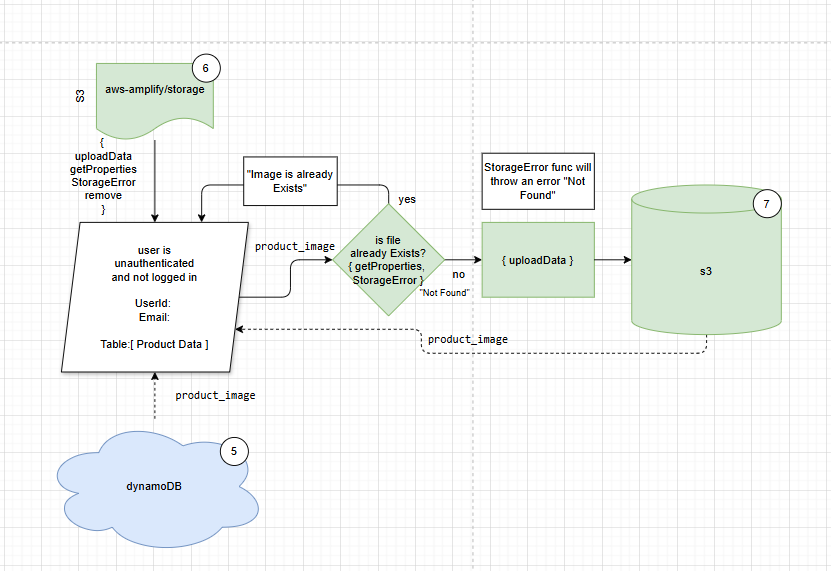 6
aws-amplify/storage
S3
{
uploadData
getProperties
StorageError
remove
}
"Image is already
Exists"
yes
StorageError func will
throw an error "Not
Found"
7
user is
unauthenticated
and not logged in
UserId:
Email:
Table:[ Product Data ]
product_image
is file
already Exists?
{ getProperties,
StorageError }
no
"Not Found"
{ uploadData }
s3
product_image
product_image
5
dynamoDB